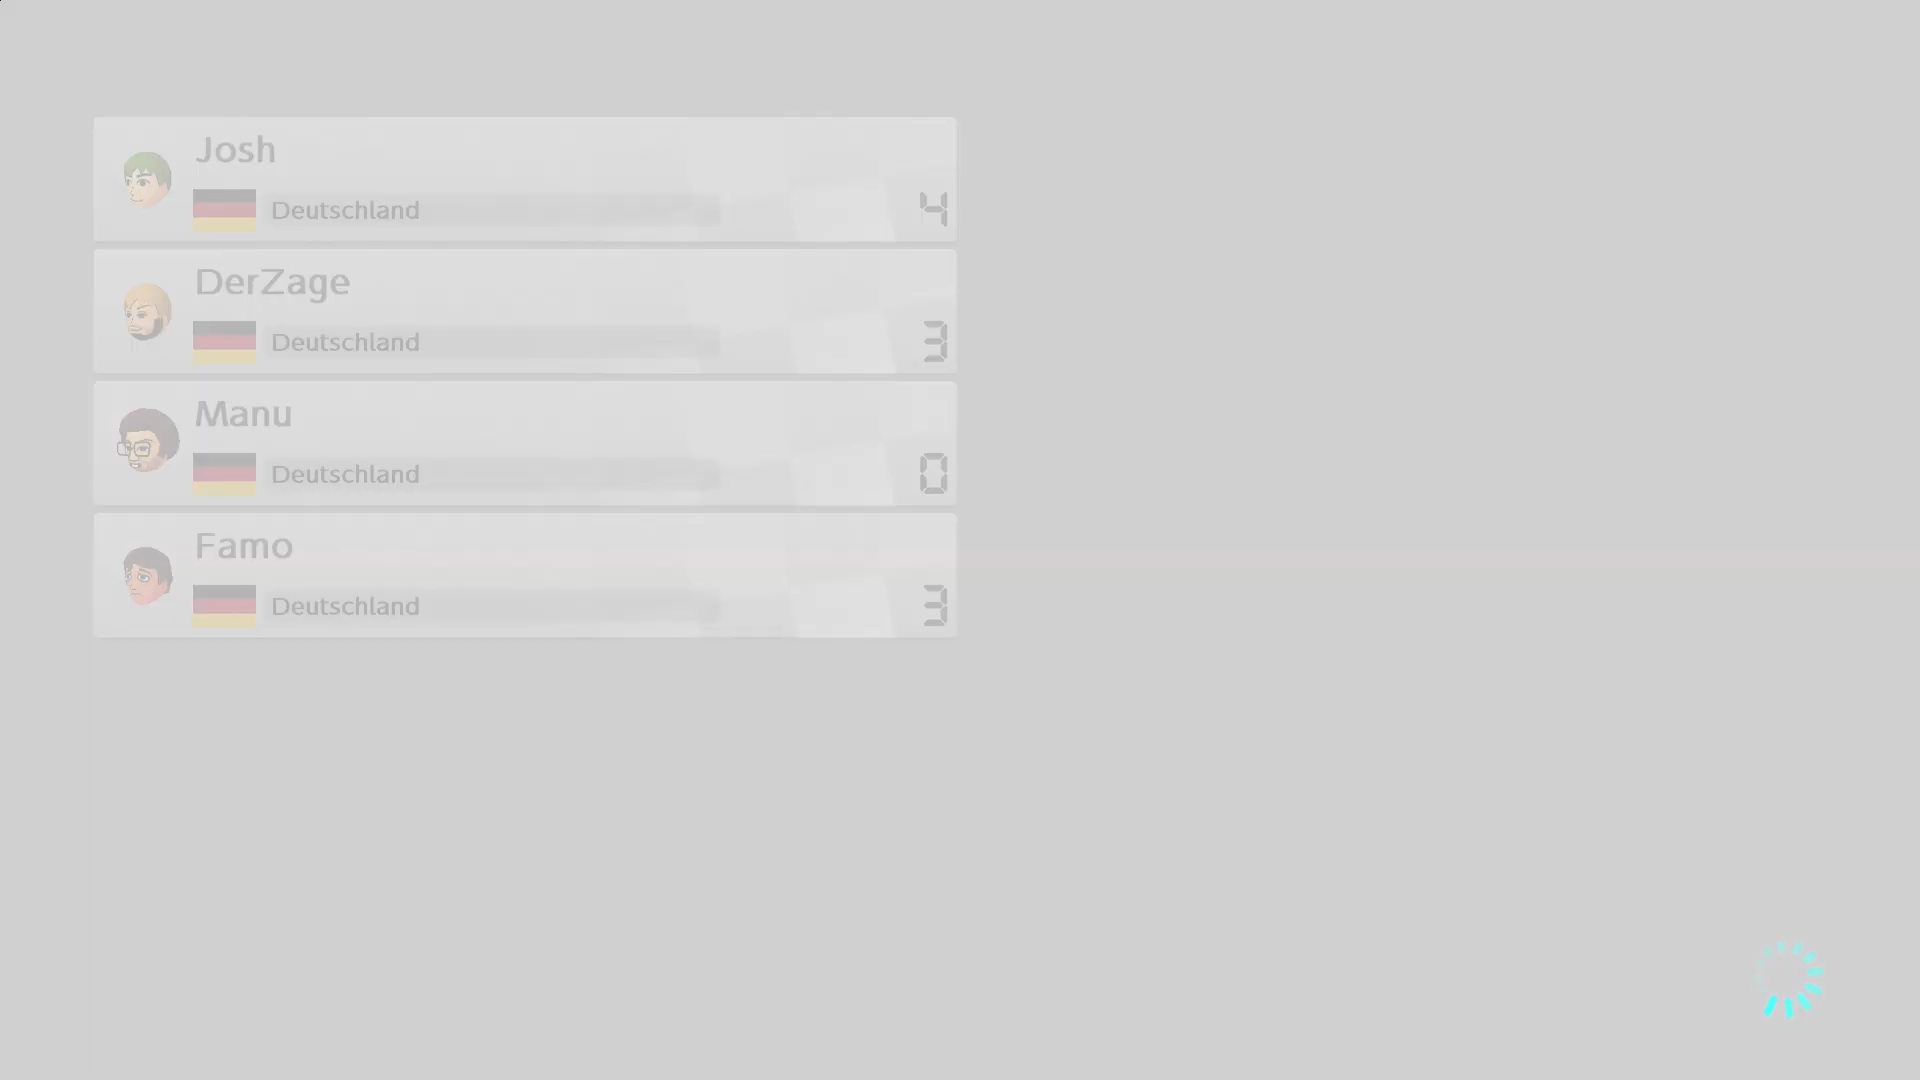 Josh
Deutschland 4
DerZage
Deutschland 3
Manu
Deutschland 0
Famo
Deutschland 3